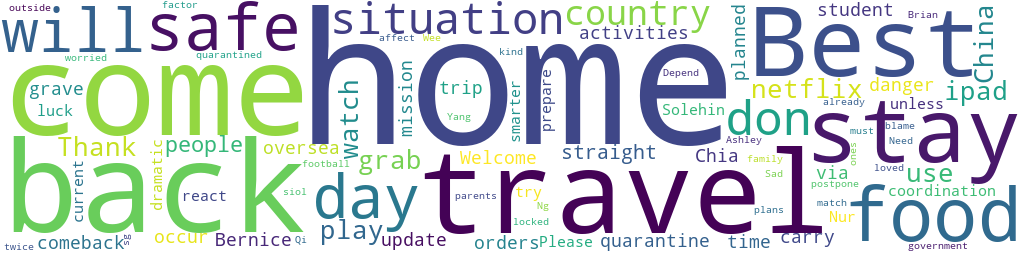 outside
factor
will
safe
situation
country
Best
student
Brian
China
worried
quarantined
affect
Wee
kind
activities
planned
come
home
grave
luck
watch
mission
trip
Yang
smarter
prepare
Depend
Solehin
netflix
danger
ipad
already
unless
don
stay
must
blame
Thank
people
oversea
football
grab
Welcome
straight
Chia
Ashley
family
Sad
via
Need
ones
loved
use
postpone
coordination
current
dramatic
back
react
siol
day
parents
travel
try
Ng
locked
plans
match
Nur
food
twice
comeback
sg
occur
Bernice
Qi
play
update
orders
Please
quarantine
time
carry
government